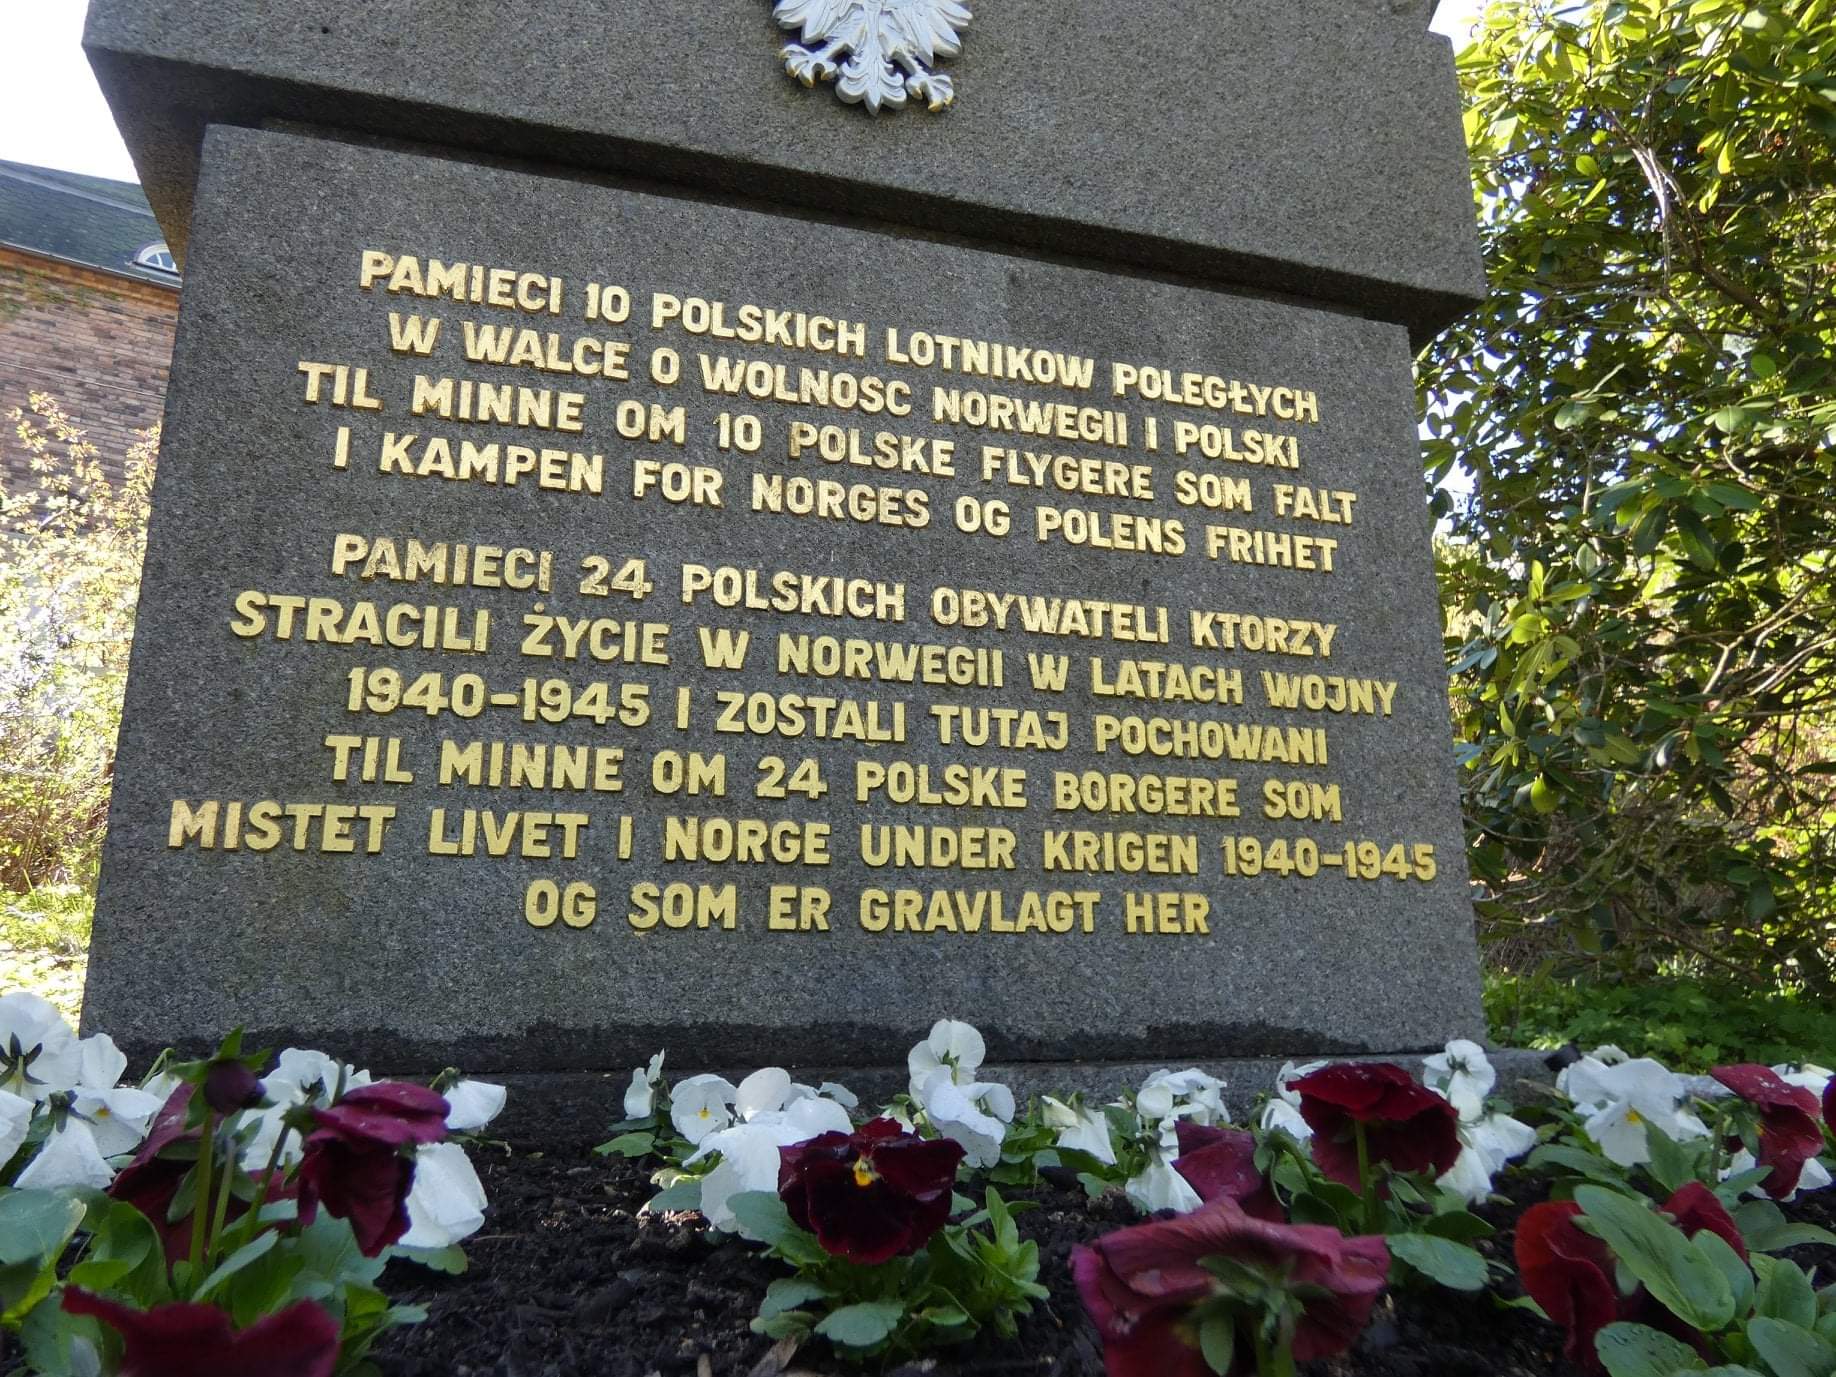 PAMIECI 10 POLSKICH LOTNIKOW POLEGŁYCH
W WALCE O WOLNOSC NORWEGII I POLSKI
TIL MINNE OM 10 POLSKE FLYGERE SOM FALT
I KAMPEN FOR NORGES OG POLENS FRIHET
PAMIECI 24 POLSKICH OBYWATELI KTORZY
STRACILI ŻYCIE W NORWEGII W LATACH WOJNY
1940-1945 I ZOSTALI TUTAJ POCHOWANI
TIL MINNE OM 24 POLSKE BORGERE SOM
MISTET LIVET I NORGE UNDER KRIGEN 1940-1945
OG SOM ER GRAVLAGT HER